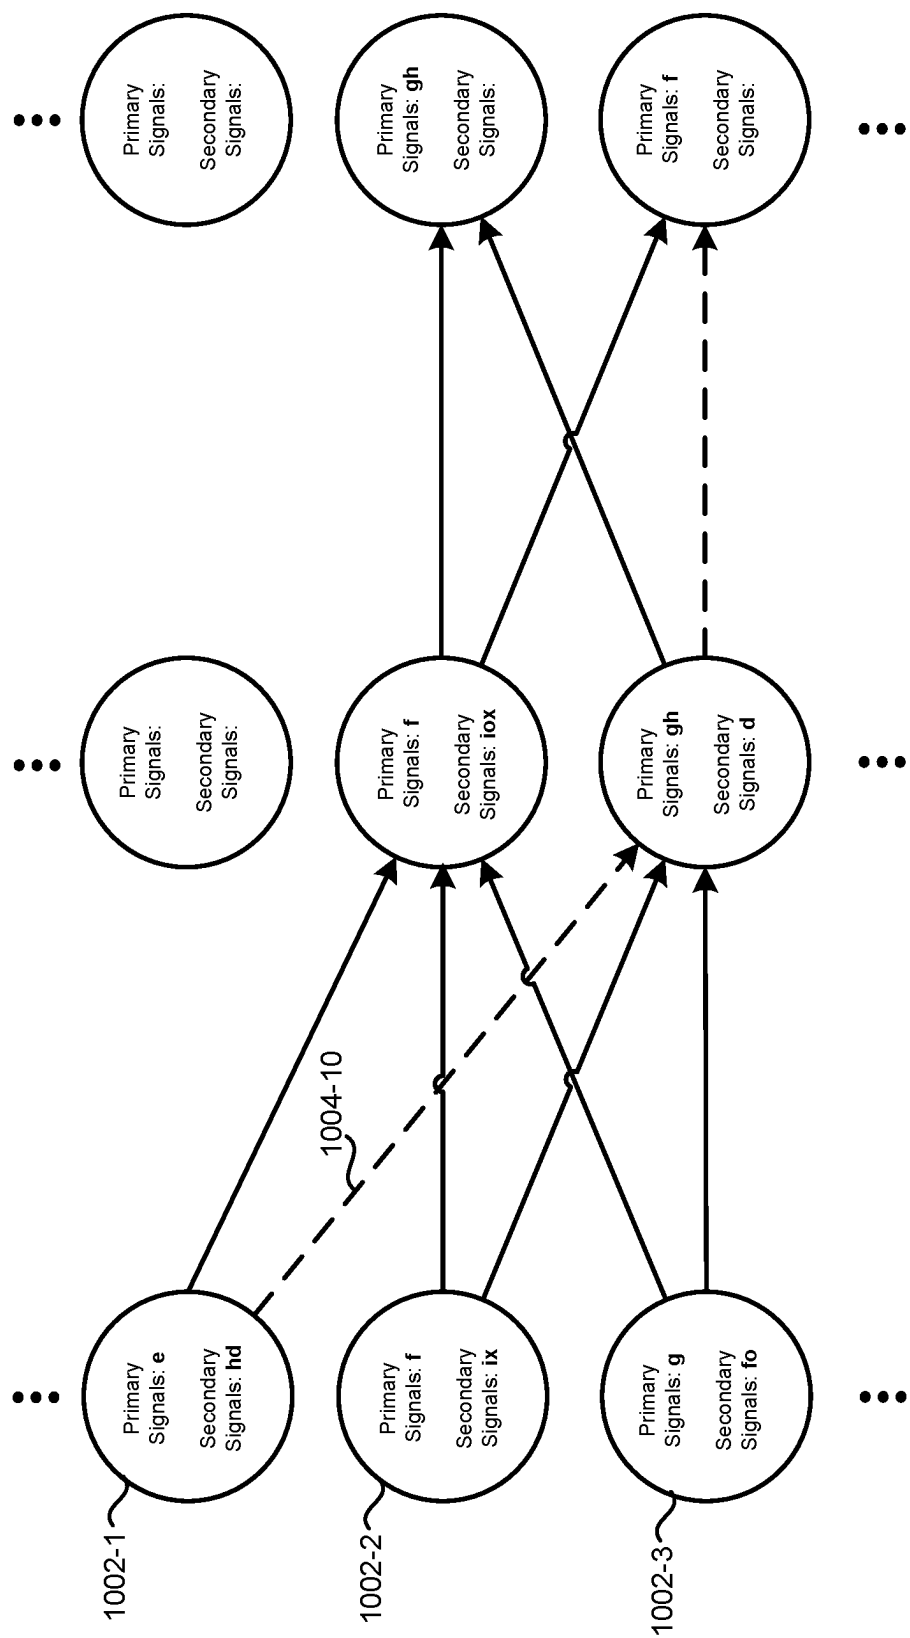 Primary
Signals: e
Secondary
Signals: hd
1002-1
Primary
Signals:
Secondary
Signals:
Primary
Signals:
Secondary
Signals:
1004-10
Primary
Signals: f
Secondary
Signals: ix
1002-2
Primary
Signals: f
Secondary
Signals: iox
Primary
Signals: gh
Secondary
Signals:
Primary
Signals: g
Secondary
Signals: fo
1002-3
Primary
Signals: gh
Secondary
Signals: d
Primary
Signals: f
Secondary
Signals: